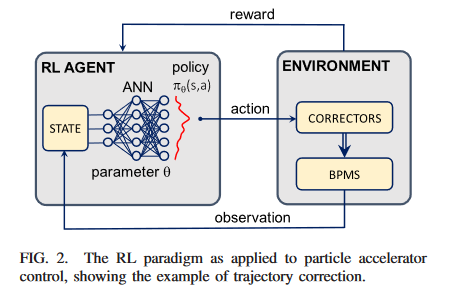 reward
RL AGENT
ANN
policy
πθ(s,a)
STATE
parameter θ
action
ENVIRONMENT
CORRECTORS
BPMS
observation
FIG. 2. The RL paradigm as applied to particle accelerator
control, showing the example of trajectory correction.